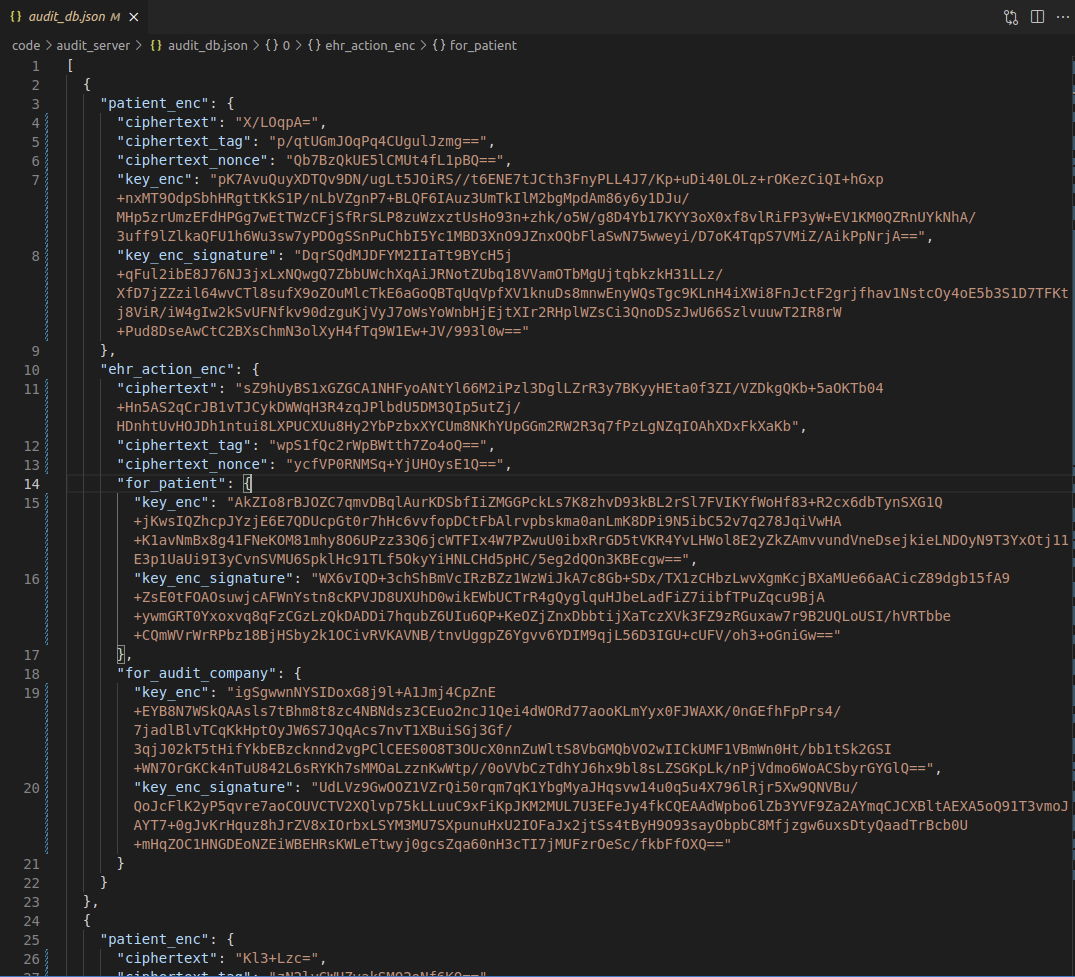 {} audit_db.json M ×
code > audit_server > {} audit_db.json > {} 0 > {} ehr_action_enc > {} for_patient
1 [
2 {
3 "patient_enc": {
4 "ciphertext": "X/LOqpA=",
5 "ciphertext_tag": "p/qtUGmJOqPq4CUgulJzmg==",
6 "ciphertext_nonce": "Qb7BzQkUE5lCMUt4fL1pBQ==",
7 "key_enc": "pK7AvuQuyXDTQv9DN/ugLt5JOiRS//t6ENE7tJCth3FnyPLL4J7/Kp+uDi40LOLz+rOKezCiQI+hGxp
+nxMT9OdpSbhHRgttKkS1P/nLbVZgnP7+BLQF6IAuz3UmTkIlM2bgMpdAm86y6y1DJu/
MHp5zrUmzEFdHPGg7wEtTWzCFjSfRrSLP8zuWzxztUsHo93n+zhk/o5W/g8D4Yb17KYY3oX0xf8vlRiFP3yW+EV1KM0QZRnUYkNhA/
3uff9lZlkaQFU1h6Wu3sw7yPDOgSSnPuChbI5Yc1MBD3XnO9JZnxOQbFlaSwN75wweyi/D7oK4TqpS7VMiZ/AikPpNrjA==",
8 "key_enc_signature": "DqrSQdMJDFYM2IIaTt9BYcH5j
+qFul2ibE8J76NJ3jxLxNQwgQ7ZbbUWchXqAiJRNotZUbq18VVamOTbMgUjtqbkzkH31LLz/
XfD7jZZzil64wvCTl8sufX9oZOuMlcTkE6aGoQBTqUqVpfXV1knuDs8mnwEnyWQsTgc9KLnH4iXWi8FnJctF2grjfhav1NstcOy4oE5b3S1D7TFKt
j8ViR/iW4gIw2kSvUFNfkv90dzguKjVyJ7oWsYoWnbHjEjtXIr2RHplWZsCi3QnoDSzJwU66SzlvuuwT2IR8rW
+Pud8DseAwCtC2BXsChmN3olXyH4fTq9W1Ew+JV/993l0w=="
9 },
10 "ehr_action_enc": {
11 "ciphertext": "sZ9hUyBS1xGZGCA1NHFyoANtYl66M2iPzl3DglLZrR3y7BKyyHEta0f3ZI/VZDkgQKb+5aOKTb04
+Hn5AS2qCrJB1vTJCykDWWqH3R4zqJPlbdU5DM3QIp5utZj/
HDnhtUvHOJDh1ntui8LXPUCXUu8Hy2YbPzbxXYCUm8NKhYUpGGm2RW2R3q7fPzLgNZqIOAhXDxFkXaKb",
12 "ciphertext_tag": "wpS1fQc2rWpBWtth7Zo4oQ==",
13 "ciphertext_nonce": "ycfVP0RNMSq+YjUHOysE1Q==",
14 "for_patient": {
15 "key_enc": "AkZIo8rBJOZC7qmvDBqlAurKDSbfIiZMGGPckLs7K8zhvD93kBL2rSl7FVIKYfWoHf83+R2cx6dbTynSXG1Q
+jKwsIQZhcpJYzjE6E7QDUcpGt0r7hHc6vvfopDCtFbAlrvpbskma0anLmK8DPi9N5ibC52v7q278JqiVwHA
+K1avNmBx8g41FNeKOM81mhy8O6UPzz33Q6jcWTFIx4W7PZwuU0ibxRrGD5tVKR4YvLHWol8E2yZkZAmvvundVneDsejkieLNDOyN9T3YxOtj11
E3p1UaUi9I3yCvnSVMU6SpklHc91TLf5OkyYiHNLCHd5pHC/5eg2dQOn3KBEcgw==",
16 "key_enc_signature": "WX6vIQD+3chShBmVcIRzBZz1WzWiJkA7c8Gb+SDx/TX1zCHbzLwvXgmKcjBXaMUe66aACicZ89dgb15fA9
+ZsE0tFOAOsuwjcAFWnYstn8cKPVJD8UXUhD0wikEWbUCTrR4gQyglquHJbeLadFiZ7iibfTPuZqcu9BjA
+ywmGRT0Yxoxvq8qFzCGzLzQkDADDi7hqubZ6UIu6QP+KeOZjZnxDbbtijXaTczXVk3FZ9zRGuxaw7r9B2UQLoUSI/hVRTbbe
+CQmWVrWrRPbz18BjHSby2k1OCivRVKAVNB/tnvUggpZ6Ygvv6YDIM9qjL56D3IGU+cUFV/oh3+oGniGw=="
17 },
18 "for_audit_company": {
19 "key_enc": "igSgwwnNYSIDoxG8j9l+A1Jmj4CpZnE
+EYB8N7WSkQAAsls7tBhm8t8zc4NBNdsz3CEuo2ncJ1Qei4dWORd77aooKLmYyx0FJWAXK/0nGEfhFpPrs4/
7jadlBlvTCqKkHptOyJW6S7JQqAcs7nvT1XBuiSGj3Gf/
3qjJ02kT5tHifYkbEBzcknnd2vgPClCEES0O8T3OUcX0nnZuWltS8VbGMQbVO2wIICkUMF1VBmWn0Ht/bb1tSk2GSI
+WN7OrGKCk4nTuU842L6sRYKh7sMMOaLzznKwWtp//0oVVbCzTdhYJ6hx9bl8sLZSGKpLk/nPjVdmo6WoACSbyrGYGlQ==",
20 "key_enc_signature": "UdLVz9GwOOZ1VZrQi50rqm7qK1YbgMyaJHqsvw14u0q5u4X796lRjr5Xw9QNVBu/
QoJcFlK2yP5qvre7aoCOUVCTV2XQlvp75kLLuuC9xFiKpJKM2MUL7U3EFeJy4fkCQEAAdWpbo6lZb3YVF9Za2AYmqCJCXBltAEXA5oQ91T3vmoJ
AYT7+0gJvKrHquz8hJrZV8xIOrbxLSYM3MU7SXpunuHxU2IOFaJx2jtSs4tByH9O93sayObpbC8Mfjzgw6uxsDtyQaadTrBcb0U
+mHqZOC1HNGDEoNZEiWBEHRsKWLeTtwyj0gcsZqa60nH3cTI7jMUFzrOeSc/fkbFfOXQ=="
21 }
22 }
23 },
24 {
25 "patient_enc": {
26 "ciphertext": "Kl3+Lzc=",